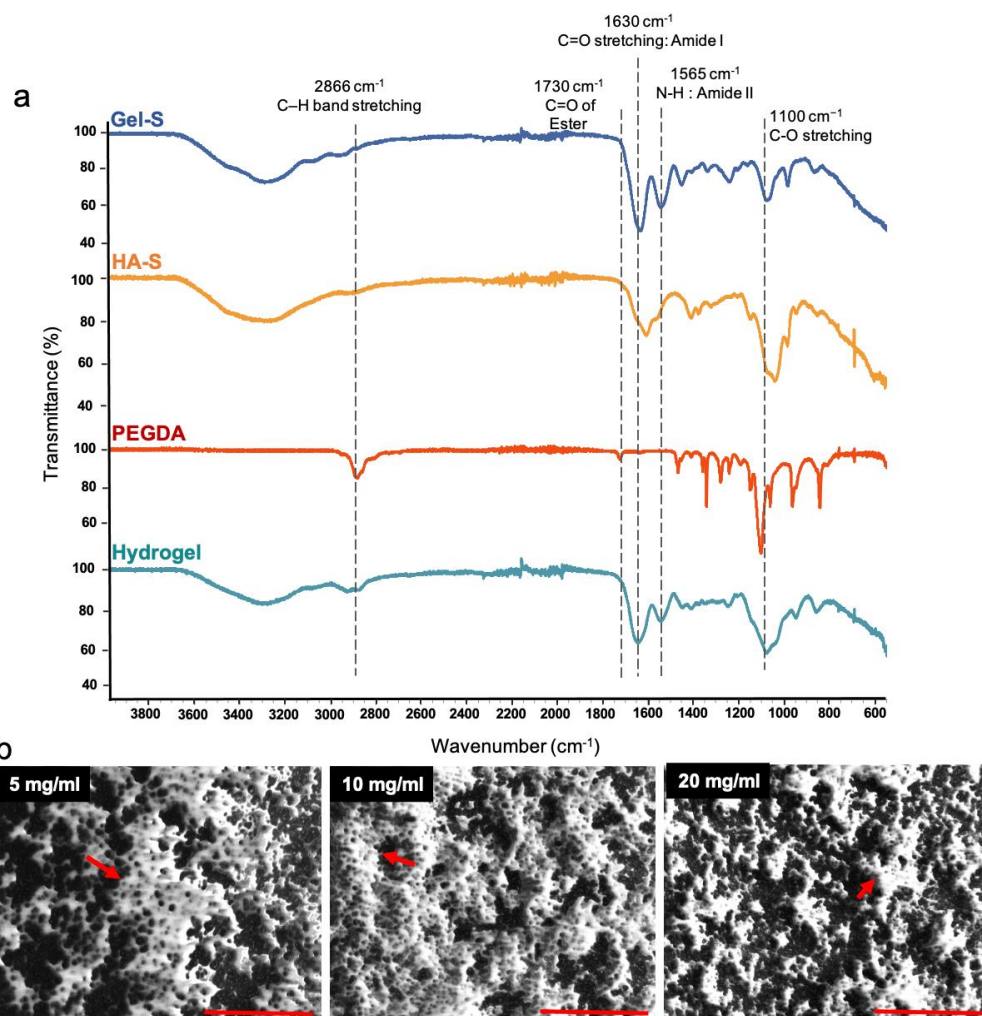 1630 cm⁻¹
C=O stretching: Amide I
2866 cm⁻¹
C–H band stretching
1730 cm⁻¹
C=O of
Ester
1565 cm⁻¹
N-H : Amide II
1100 cm⁻¹
C-O stretching
a
Transmittance (%)
Gel-S
100
80
60
40
HA-S
100
80
60
40
PEGDA
100
80
60
Hydrogel
100
80
60
40
3800 3600 3400 3200 3000 2800 2600 2400 2200 2000 1800 1600 1400 1200 1000 800 600
Wavenumber (cm⁻¹)
b
5 mg/ml
10 mg/ml
20 mg/ml